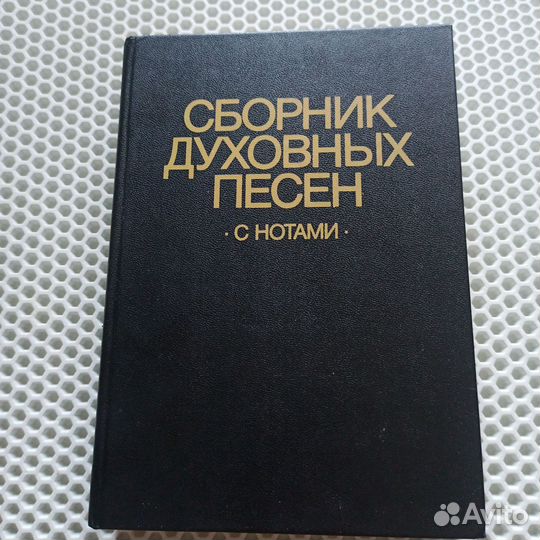 СБОРНИК
ДУХОВНЫХ
ПЕСЕН
· С НОТАМИ ·
Avito